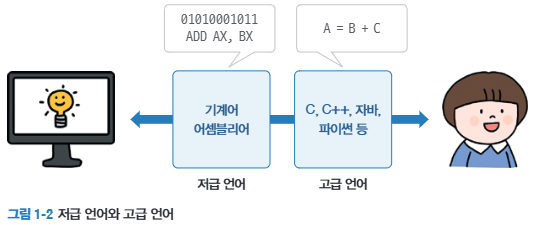 01010001011
ADD AX, BX
A = B + C
기계어
어셈블리어
C, C++, 자바,
파이썬 등
저급 언어
고급 언어
그림 1-2 저급 언어와 고급 언어